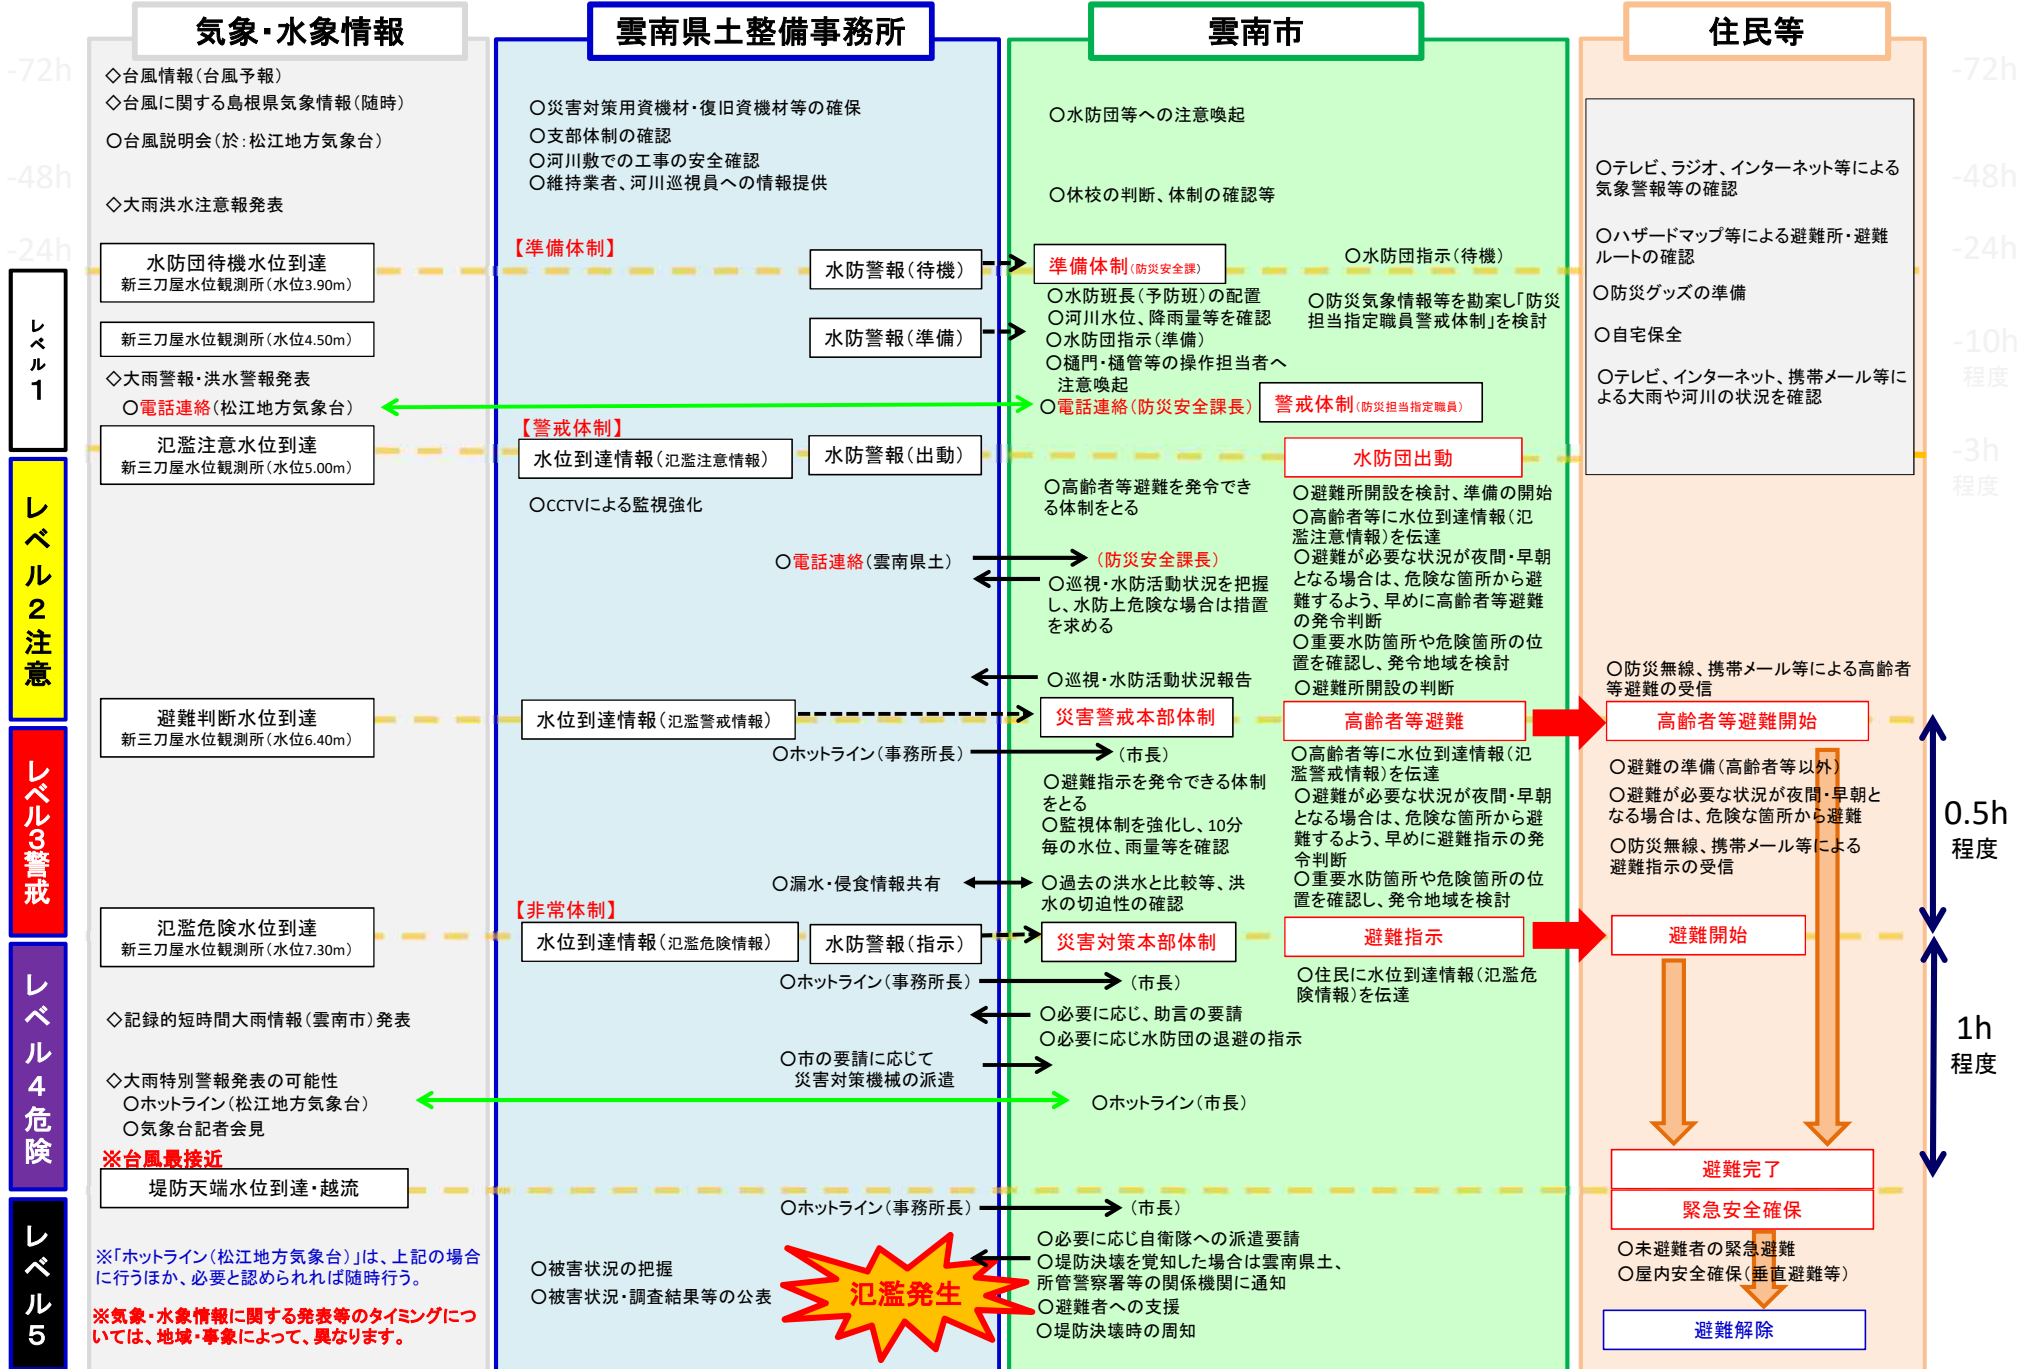 気象・水象情報
雲南県土整備事務所
雲南市
住民等
-72h
-48h
-24h
レベル1
レベル2注意
レベル3警戒
レベル4危険
レベル5
◇台風情報(台風予報)
◇台風に関する島根県気象情報(随時)
○台風説明会(於:松江地方気象台)
◇大雨洪水注意報発表
水防団待機水位到達
新三刀屋水位観測所(水位3.90m)
新三刀屋水位観測所(水位4.50m)
◇大雨警報・洪水警報発表
○電話連絡(松江地方気象台)
氾濫注意水位到達
新三刀屋水位観測所(水位5.00m)
避難判断水位到達
新三刀屋水位観測所(水位6.40m)
氾濫危険水位到達
新三刀屋水位観測所(水位7.30m)
◇記録的短時間大雨情報(雲南市)発表
◇大雨特別警報発表の可能性
○ホットライン(松江地方気象台)
○気象台記者会見
※台風最接近
堤防天端水位到達・越流
※「ホットライン(松江地方気象台)」は、上記の場合
に行うほか、必要と認められれば随時行う。
※気象・水象情報に関する発表等のタイミングにつ
いては、地域・事象によって、異なります。
○災害対策用資機材・復旧資機材等の確保
○支部体制の確認
○河川敷での工事の安全確認
○維持業者、河川巡視員への情報提供
【準備体制】
水防警報(待機)
水防警報(準備)
【警戒体制】
水位到達情報(氾濫注意情報)
水防警報(出動)
○CCTVによる監視強化
○電話連絡(雲南県土)
水位到達情報(氾濫警戒情報)
○ホットライン(事務所長)
○漏水・侵食情報共有
【非常体制】
水位到達情報(氾濫危険情報)
水防警報(指示)
○ホットライン(事務所長)
○市の要請に応じて
災害対策機械の派遣
○ホットライン(事務所長)
○被害状況の把握
○被害状況・調査結果等の公表
氾濫発生
○水防団等への注意喚起
○休校の判断、体制の確認等
準備体制(防災安全課)
○水防団指示(待機)
○水防班長(予防班)の配置
○河川水位、降雨量等を確認
○水防団指示(準備)
○樋門・樋管等の操作担当者へ
注意喚起
○電話連絡(防災安全課長)
○防災気象情報等を勘案し「防災
担当指定職員警戒体制」を検討
警戒体制(防災担当指定職員)
水防団出動
○高齢者等避難を発令でき
る体制をとる
(防災安全課長)
○巡視・水防活動状況を把握
し、水防上危険な場合は措置
を求める
○巡視・水防活動状況報告
○避難所開設を検討、準備の開始
○高齢者等に水位到達情報(氾
濫注意情報)を伝達
○避難が必要な状況が夜間・早朝
となる場合は、危険な箇所から避
難するよう、早めに高齢者等避難
の発令判断
○重要水防箇所や危険箇所の位
置を確認し、発令地域を検討
○避難所開設の判断
災害警戒本部体制
高齢者等避難
(市長)
○避難指示を発令できる体制
をとる
○監視体制を強化し、10分
毎の水位、雨量等を確認
○過去の洪水と比較等、洪
水の切迫性の確認
○高齢者等に水位到達情報(氾
濫警戒情報)を伝達
○避難が必要な状況が夜間・早朝
となる場合は、危険な箇所から避
難するよう、早めに避難指示の発
令判断
○重要水防箇所や危険箇所の位
置を確認し、発令地域を検討
災害対策本部体制
避難指示
(市長)
○住民に水位到達情報(氾濫危
険情報)を伝達
○必要に応じ、助言の要請
○必要に応じ水防団の退避の指示
○ホットライン(市長)
(市長)
○必要に応じ自衛隊への派遣要請
○堤防決壊を覚知した場合は雲南県土、
所管警察署等の関係機関に通知
○避難者への支援
○堤防決壊時の周知
○テレビ、ラジオ、インターネット等による
気象警報等の確認
○ハザードマップ等による避難所・避難
ルートの確認
○防災グッズの準備
○自宅保全
○テレビ、インターネット、携帯メール等に
よる大雨や河川の状況を確認
○防災無線、携帯メール等による高齢者
等避難の受信
高齢者等避難開始
○避難の準備(高齢者等以外)
○避難が必要な状況が夜間・早朝と
なる場合は、危険な箇所から避難
○防災無線、携帯メール等による
避難指示の受信
避難開始
避難完了
緊急安全確保
○未避難者の緊急避難
○屋内安全確保(垂直避難等)
避難解除
-72h
-48h
-24h
-10h
程度
-3h
程度
0.5h
程度
1h
程度